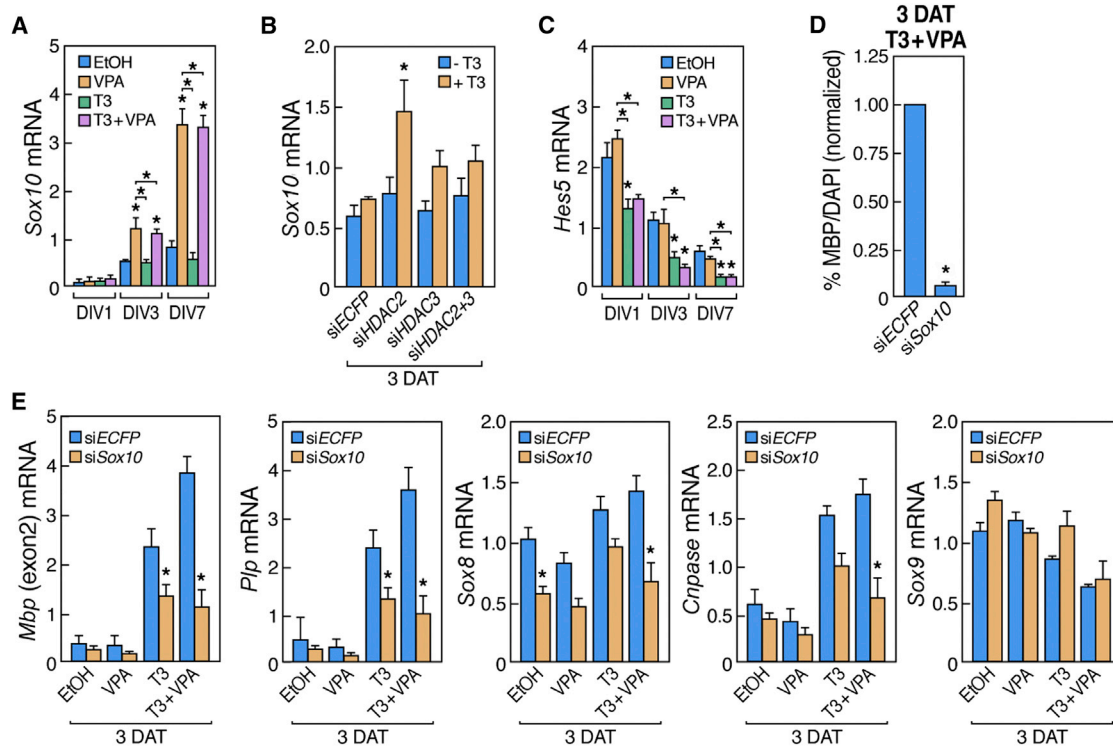 A
Sox10 mRNA
5
4
3
2
1
0
EtOH
VPA
T3
T3+VPA
*
*
*
*
*
*
*
*
*
*
DIV1
DIV3
DIV7
B
Sox10 mRNA
2.0
1.5
1.0
0.5
0
- T3
+ T3
*
siECFP
siHDAC2
siHDAC3
siHDAC2+3
3 DAT
C
Hes5 mRNA
4
3
2
1
0
EtOH
VPA
T3
T3+VPA
*
*
*
*
*
*
*
*
**
DIV1
DIV3
DIV7
D
3 DAT
T3+VPA
% MBP/DAPI (normalized)
1.25
1.00
0.75
0.50
0.25
0
*
siECFP
siSox10
E
Mbp (exon2) mRNA
5
4
3
2
1
0
siECFP
siSox10
*
*
EtOH
VPA
T3
T3+VPA
3 DAT
Plp mRNA
5
4
3
2
1
0
siECFP
siSox10
*
*
EtOH
VPA
T3
T3+VPA
3 DAT
Sox8 mRNA
2.0
1.5
1.0
0.5
0
siECFP
siSox10
*
*
EtOH
VPA
T3
T3+VPA
3 DAT
Cnpase mRNA
2.5
2.0
1.5
1.0
0.5
0
siECFP
siSox10
*
EtOH
VPA
T3
T3+VPA
3 DAT
Sox9 mRNA
2.0
1.5
1.0
0.5
0
siECFP
siSox10
EtOH
VPA
T3
T3+VPA
3 DAT